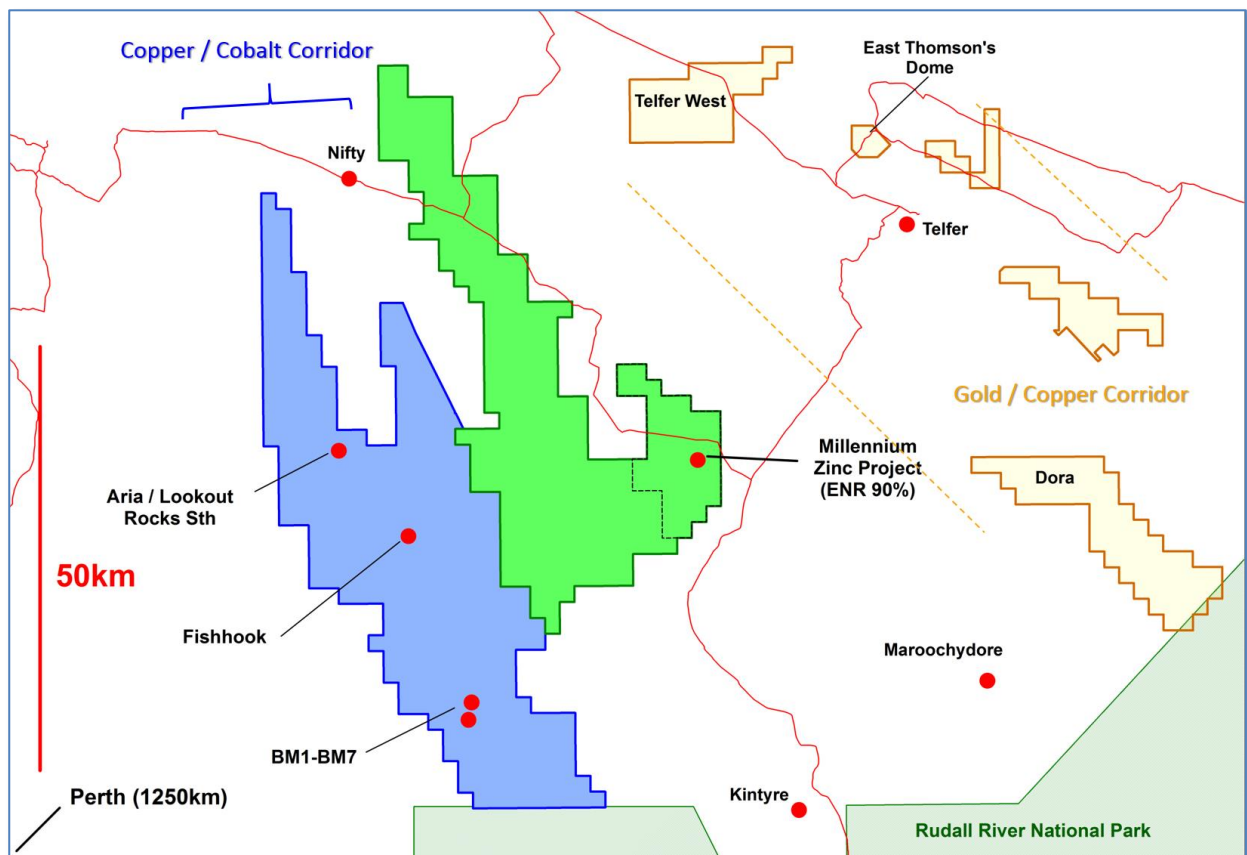 Copper / Cobalt Corridor
East Thomson's
Dome
Telfer West
Nifty
Telfer
Gold / Copper Corridor
Millennium
Zinc Project
(ENR 90%)
Dora
Aria / Lookout
Rocks Sth
50km
Fishhook
Maroochydore
BM1-BM7
Perth (1250km)
Kintyre
Rudall River National Park